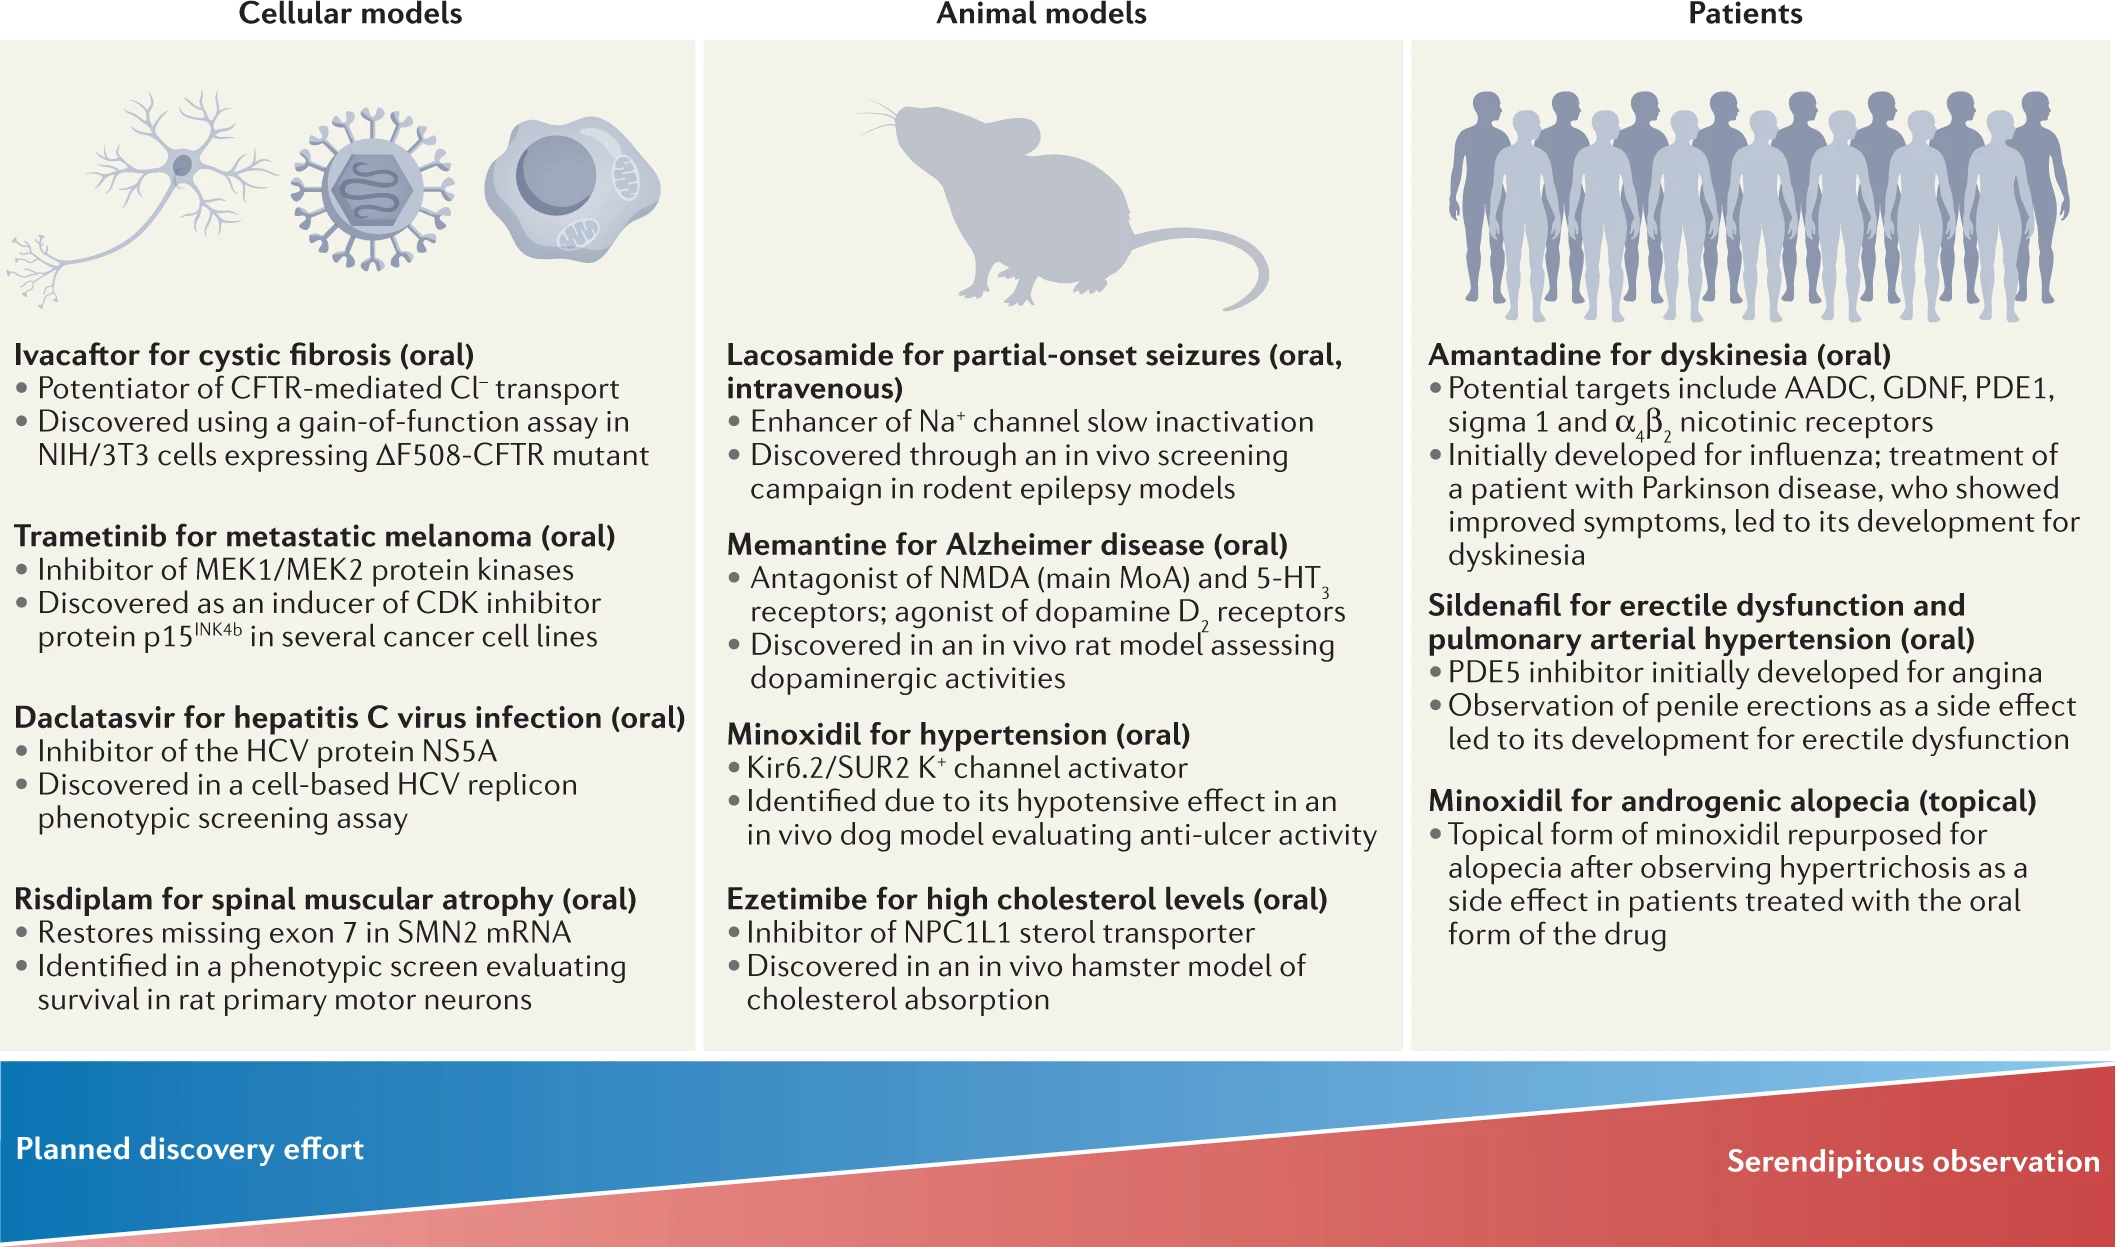 Cellular models
Ivacaftor for cystic fibrosis (oral)
• Potentiator of CFTR-mediated Cl⁻ transport
• Discovered using a gain-of-function assay in
NIH/3T3 cells expressing ΔF508-CFTR mutant
Trametinib for metastatic melanoma (oral)
• Inhibitor of MEK1/MEK2 protein kinases
• Discovered as an inducer of CDK inhibitor
protein p15ᴵᴺᴷ⁴ᵇ in several cancer cell lines
Daclatasvir for hepatitis C virus infection (oral)
• Inhibitor of the HCV protein NS5A
• Discovered in a cell-based HCV replicon
phenotypic screening assay
Risdiplam for spinal muscular atrophy (oral)
• Restores missing exon 7 in SMN2 mRNA
• Identified in a phenotypic screen evaluating
survival in rat primary motor neurons
Animal models
Lacosamide for partial-onset seizures (oral,
intravenous)
• Enhancer of Na⁺ channel slow inactivation
• Discovered through an in vivo screening
campaign in rodent epilepsy models
Memantine for Alzheimer disease (oral)
• Antagonist of NMDA (main MoA) and 5-HT₃
receptors; agonist of dopamine D₂ receptors
• Discovered in an in vivo rat model assessing
dopaminergic activities
Minoxidil for hypertension (oral)
• Kir6.2/SUR2 K⁺ channel activator
• Identified due to its hypotensive effect in an
in vivo dog model evaluating anti-ulcer activity
Ezetimibe for high cholesterol levels (oral)
• Inhibitor of NPC1L1 sterol transporter
• Discovered in an in vivo hamster model of
cholesterol absorption
Patients
Amantadine for dyskinesia (oral)
• Potential targets include AADC, GDNF, PDE1,
sigma 1 and α₄β₂ nicotinic receptors
• Initially developed for influenza; treatment of
a patient with Parkinson disease, who showed
improved symptoms, led to its development for
dyskinesia
Sildenafil for erectile dysfunction and
pulmonary arterial hypertension (oral)
• PDE5 inhibitor initially developed for angina
• Observation of penile erections as a side effect
led to its development for erectile dysfunction
Minoxidil for androgenic alopecia (topical)
• Topical form of minoxidil repurposed for
alopecia after observing hypertrichosis as a
side effect in patients treated with the oral
form of the drug
Planned discovery effort
Serendipitous observation